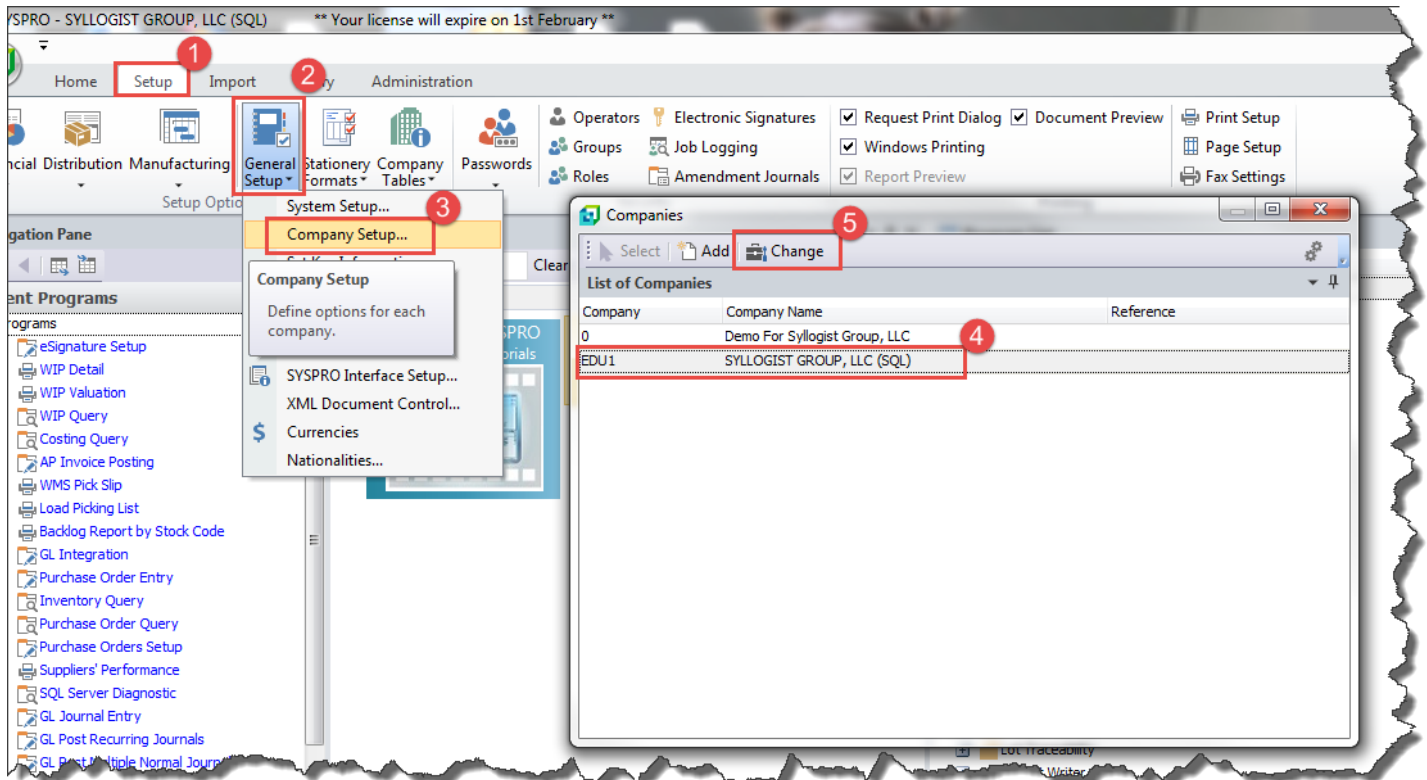 YSPRO - SYLLOGIST GROUP, LLC (SQL) ** Your license will expire on 1st February **
1
Home Setup Import 2 Administration
Operators Electronic Signatures Request Print Dialog Document Preview Print Setup
Groups Job Logging Windows Printing Page Setup
ncial Distribution Manufacturing General Setup Stationery Formats Company Tables Passwords
Roles Amendment Journals Report Preview Fax Settings
Setup Optio
System Setup... 3
Company Setup...
Company Setup
Define options for each
company.
SYSPRO Interface Setup...
XML Document Control...
$ Currencies
Nationalities...
gation Pane
Clear
ent Programs
rograms
eSignature Setup
WIP Detail
WIP Valuation
WIP Query
Costing Query
AP Invoice Posting
WMS Pick Slip
Load Picking List
Backlog Report by Stock Code
GL Integration
Purchase Order Entry
Inventory Query
Purchase Order Query
Purchase Orders Setup
Suppliers' Performance
SQL Server Diagnostic
GL Journal Entry
GL Post Recurring Journals
SPRO
orials
Companies 5
Select Add Change
List of Companies
Company Company Name Reference
0 Demo For Syllogist Group, LLC 4
EDU1 SYLLOGIST GROUP, LLC (SQL)
Lot Traceability